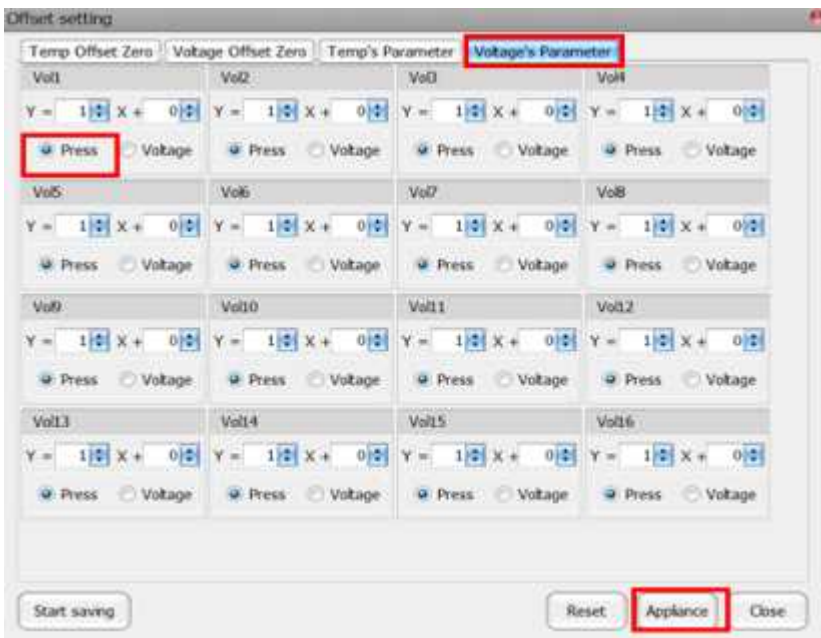 Offset setting
Temp Offset Zero Voltage Offset Zero Temp's Parameter Voltage's Parameter
Vol1 Vol2 Vol3 Vol4
Y = 1 X + 0 Y = 1 X + 0 Y = 1 X + 0 Y = 1 X + 0
Press Voltage Press Voltage Press Voltage Press Voltage
Vol5 Vol6 Vol7 Vol8
Y = 1 X + 0 Y = 1 X + 0 Y = 1 X + 0 Y = 1 X + 0
Press Voltage Press Voltage Press Voltage Press Voltage
Vol9 Vol10 Vol11 Vol12
Y = 1 X + 0 Y = 1 X + 0 Y = 1 X + 0 Y = 1 X + 0
Press Voltage Press Voltage Press Voltage Press Voltage
Vol13 Vol14 Vol15 Vol16
Y = 1 X + 0 Y = 1 X + 0 Y = 1 X + 0 Y = 1 X + 0
Press Voltage Press Voltage Press Voltage Press Voltage
Start saving Reset Appliance Close